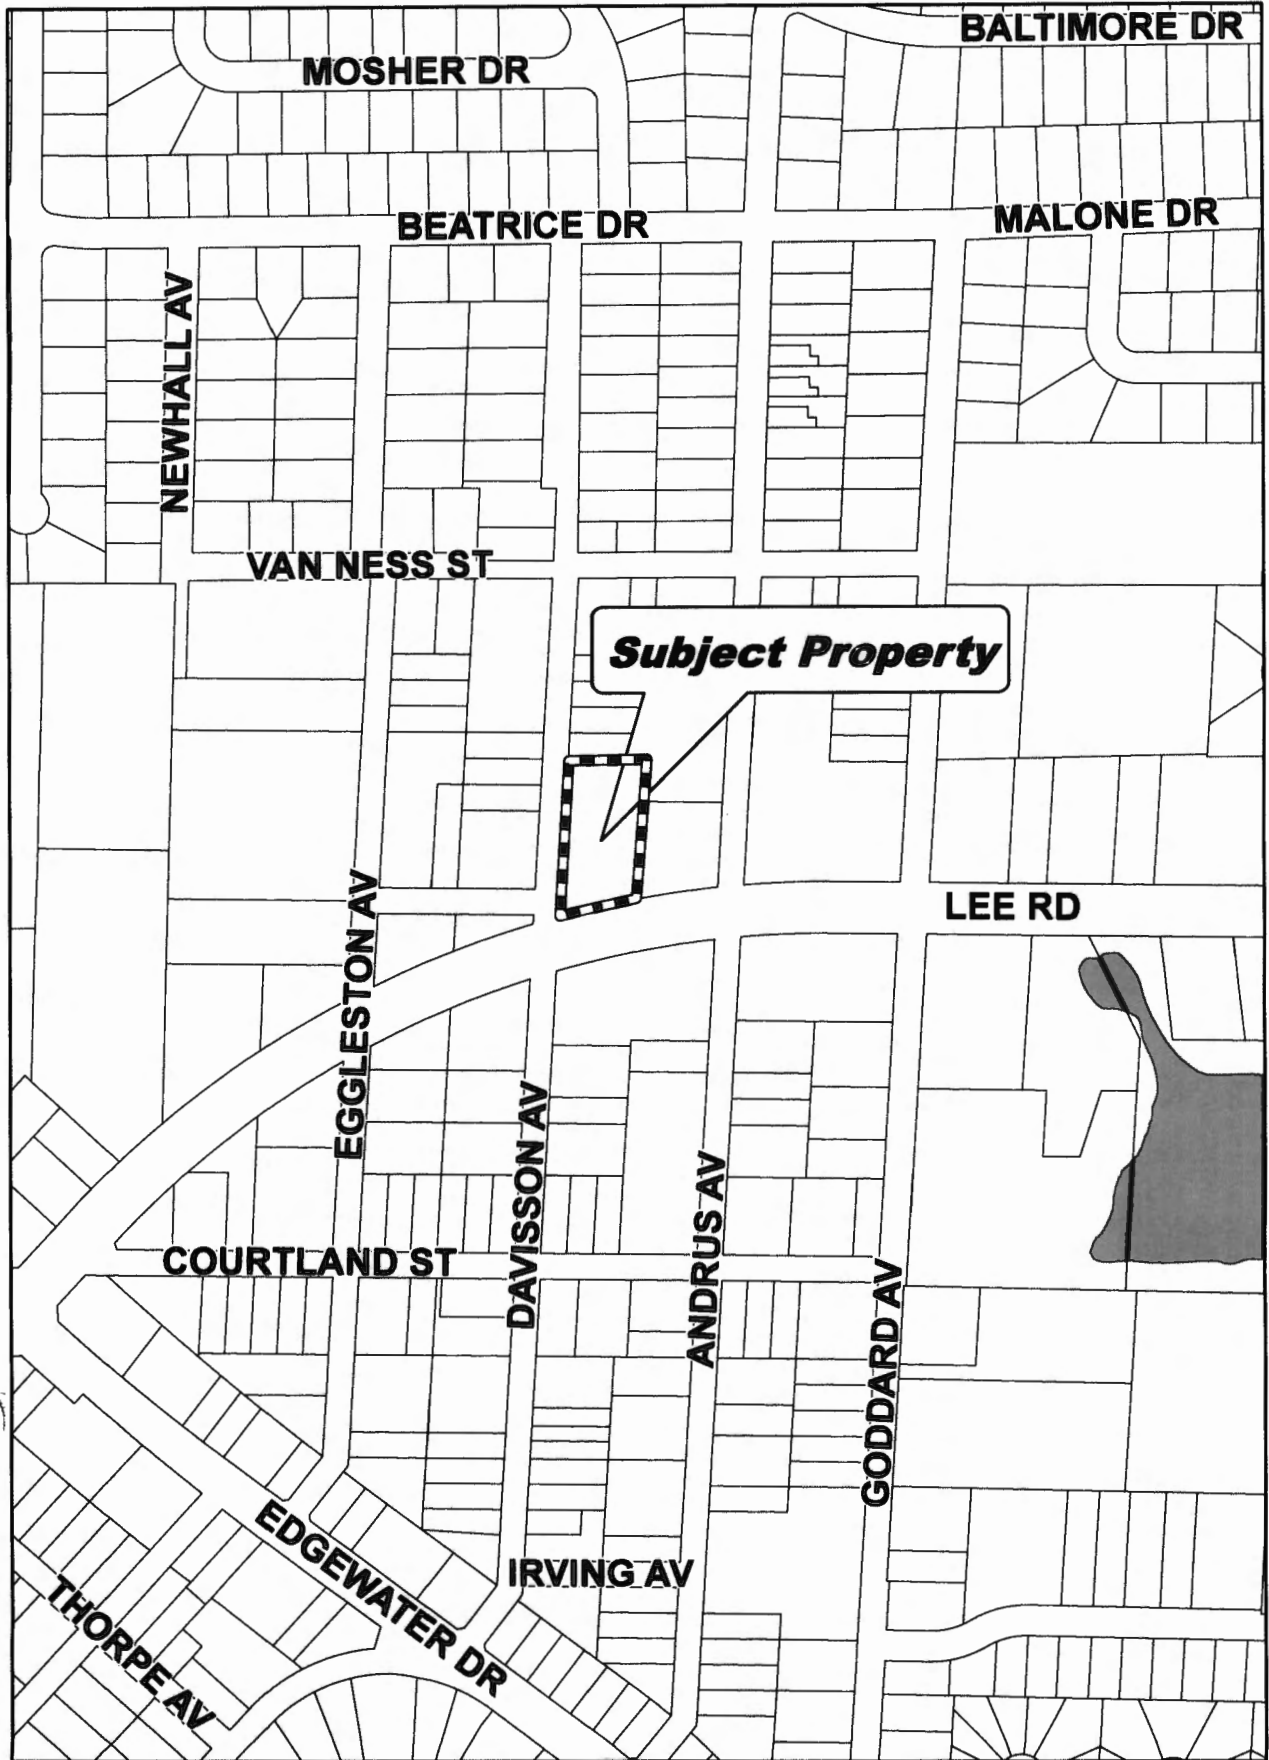 BALTIMORE DR
MOSHER DR
MALONE DR
BEATRICE DR
NEWHALL AV
VAN NESS ST
Subject Property
LEE RD
EGGLESTON AV
DAVISSON AV
ANDRUS AV
COURTLAND ST
GODDARD AV
EDGEWATER DR
IRVING AV
THORPE AV